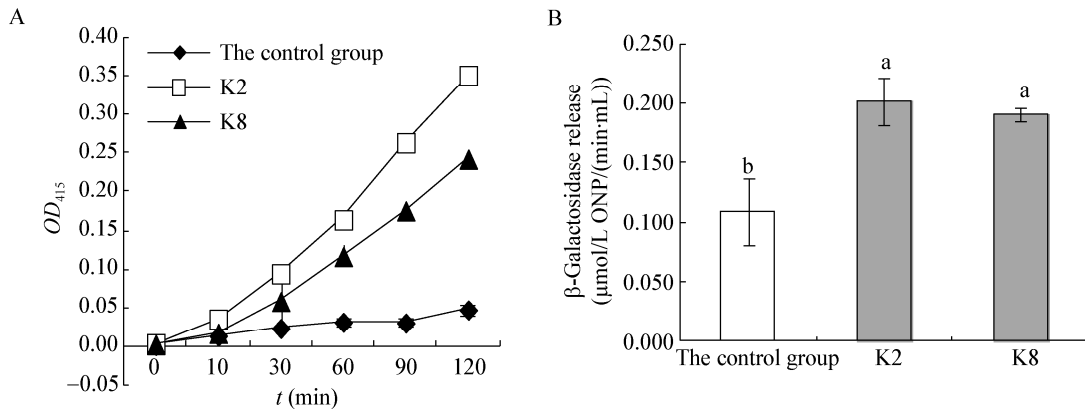 A
0.40
0.35
0.30
0.25
0.20
0.15
0.10
0.05
0.00
−0.05
OD₄₁₅
The control group
K2
K8
0 10 30 60 90 120
t (min)
B
0.250
0.200
0.150
0.100
0.050
0.000
β-Galactosidase release
(μmol/L ONP/(min·mL))
b
a
a
The control group K2 K8